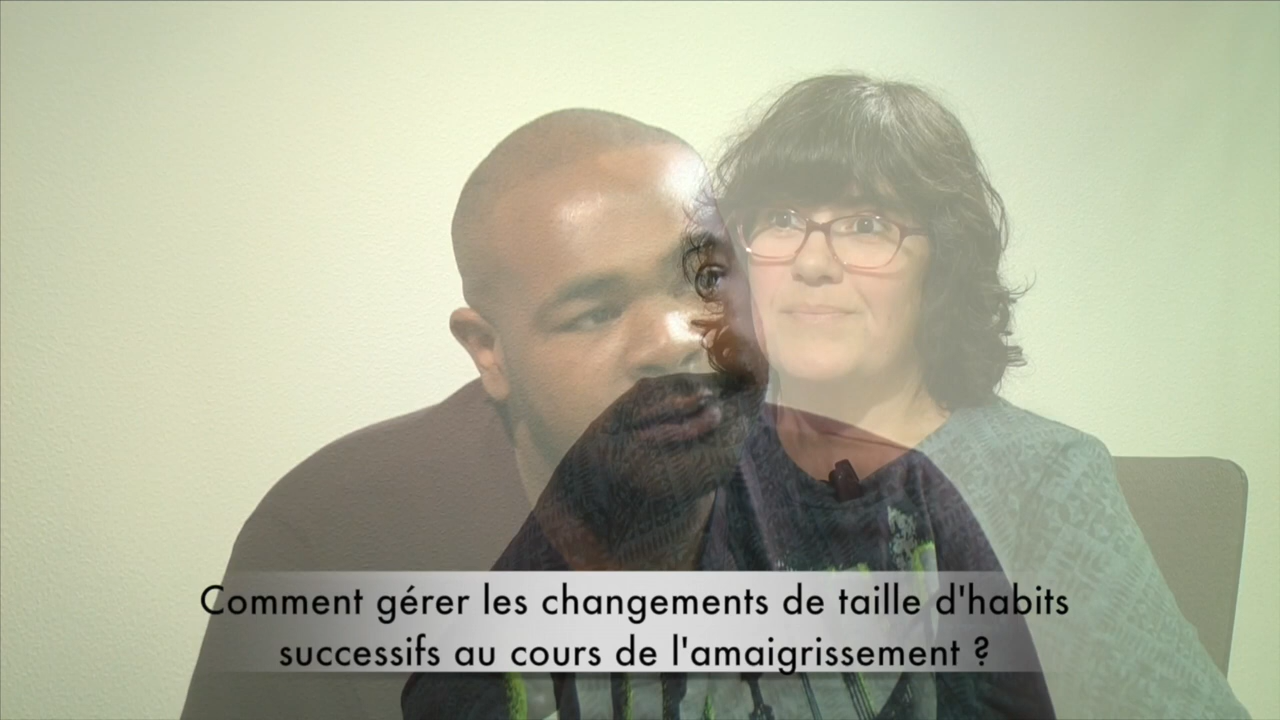 Comment gérer les changements de taille d'habits
successifs au cours de l'amaigrissement ?